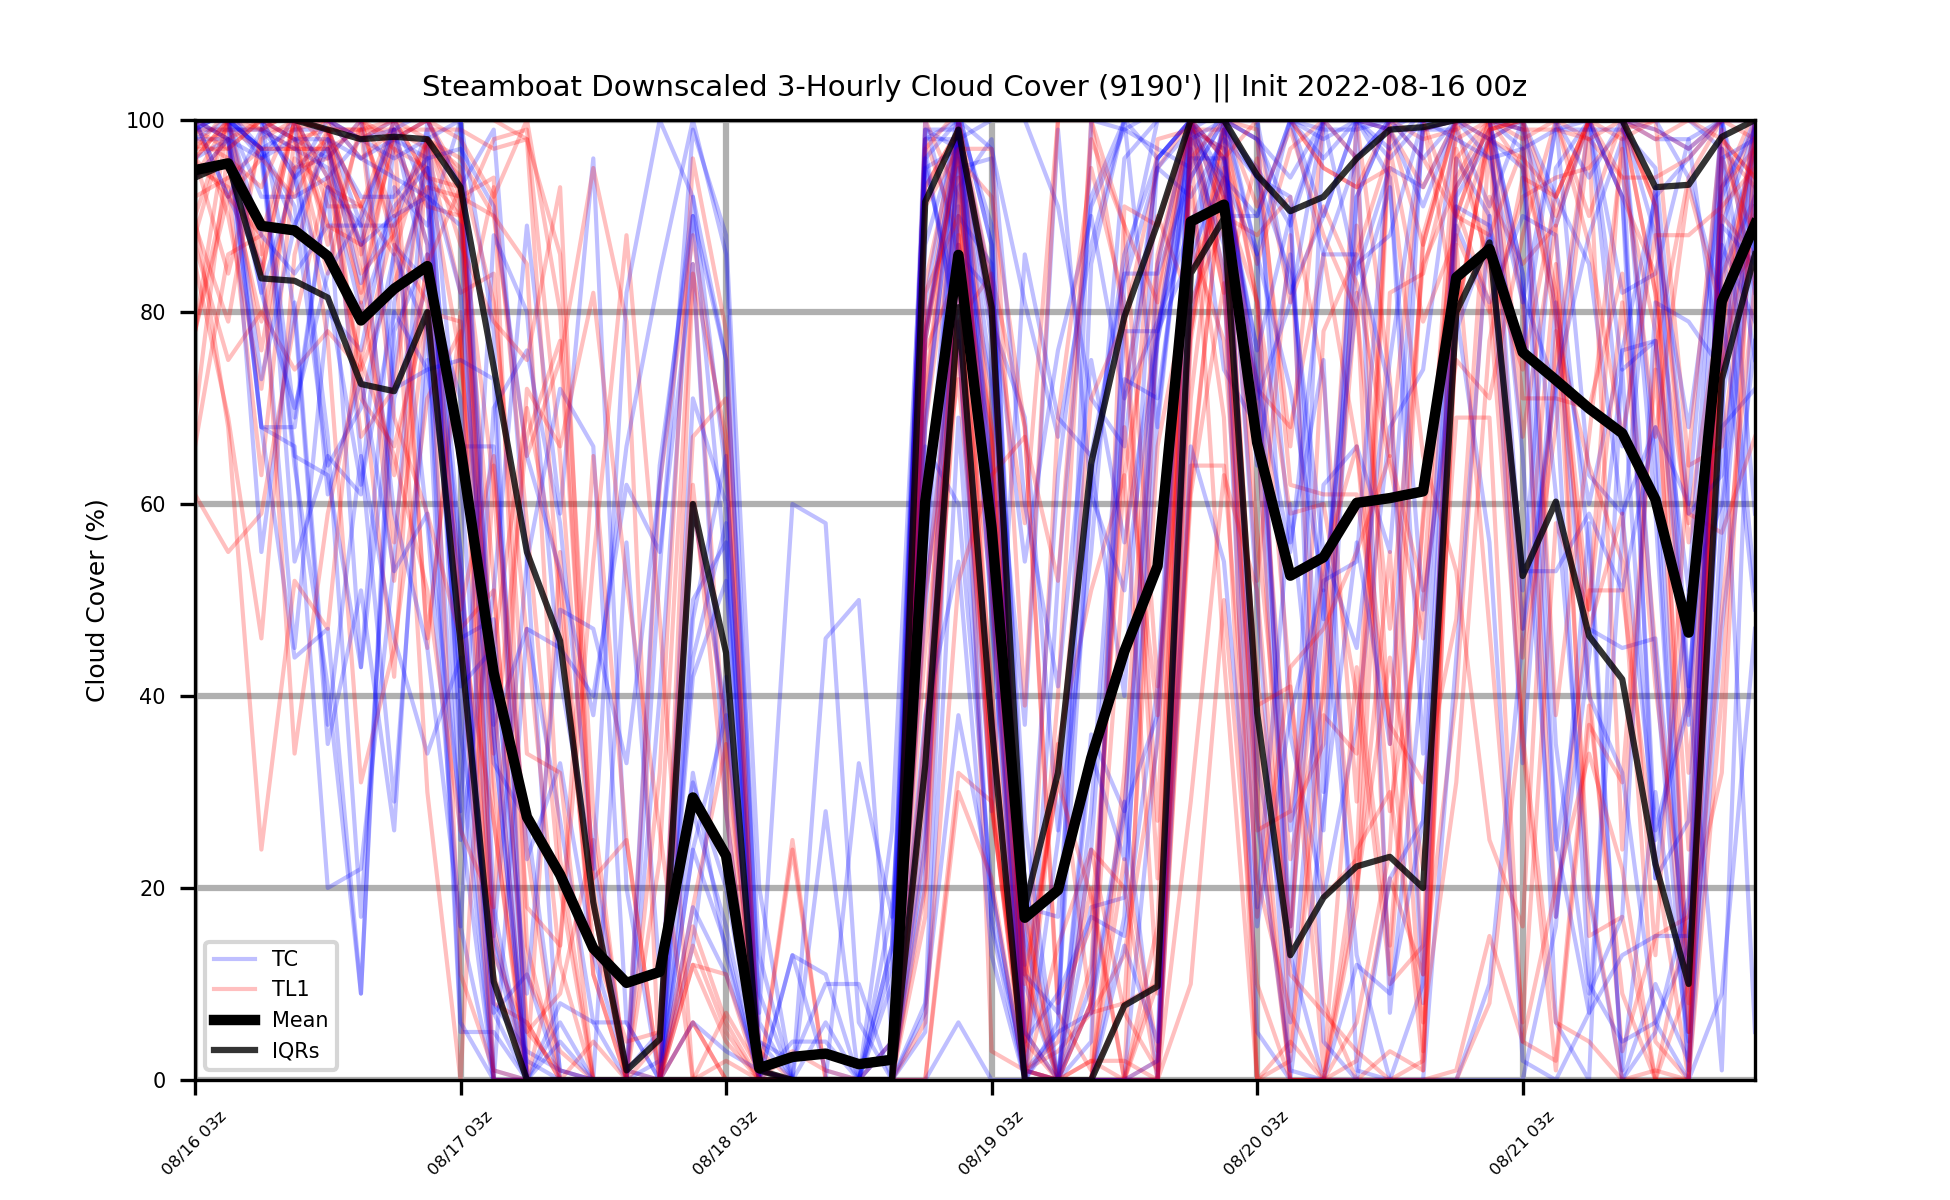 Steamboat Downscaled 3-Hourly Cloud Cover (9190') || Init 2022-08-16 00z
Cloud Cover (%)
100
80
60
40
20
0
TC
TL1
Mean
IQRs
08/16 03z
08/17 03z
08/18 03z
08/19 03z
08/20 03z
08/21 03z